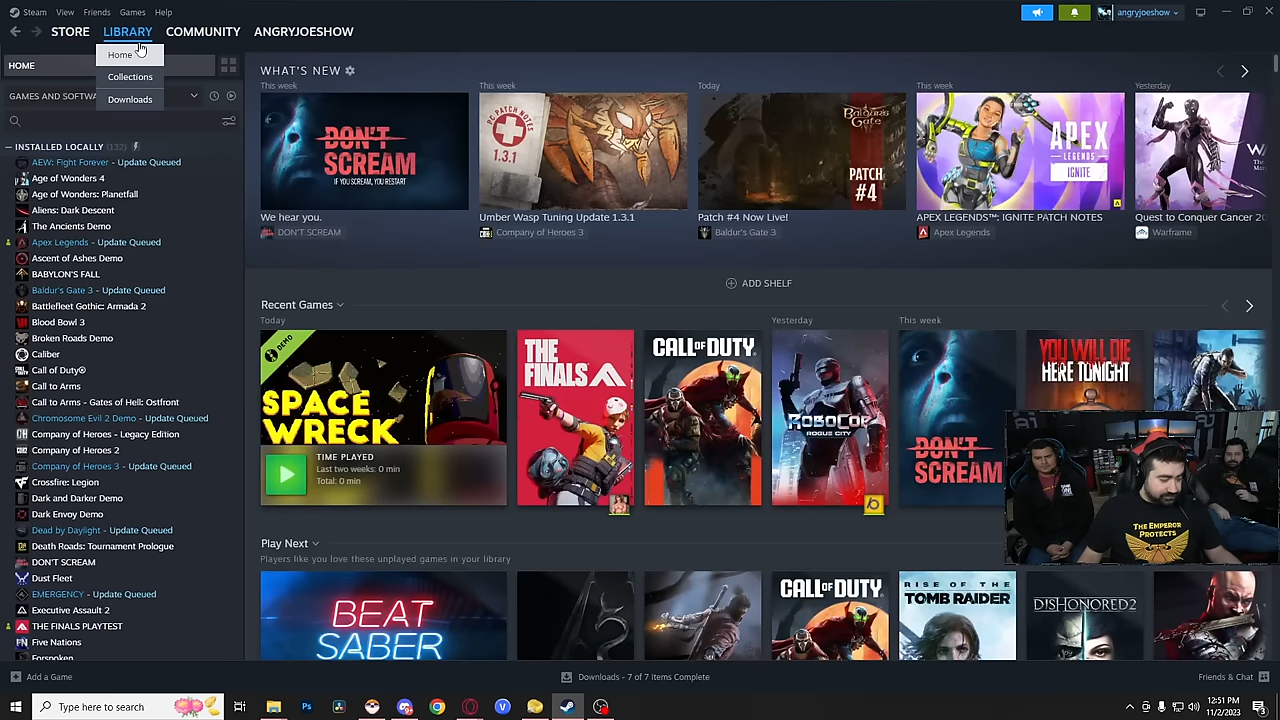 Steam View Friends Games Help
angryjoeshow
STORE LIBRARY COMMUNITY ANGRYJOESHOW
Home
Collections
Downloads
HOME
GAMES AND SOFTWA
INSTALLED LOCALLY (132)
AEW: Fight Forever - Update Queued
Age of Wonders 4
Age of Wonders: Planetfall
Aliens: Dark Descent
The Ancients Demo
Apex Legends - Update Queued
Ascent of Ashes Demo
BABYLON'S FALL
Baldur's Gate 3 - Update Queued
Battlefleet Gothic: Armada 2
Blood Bowl 3
Broken Roads Demo
Caliber
Call of Duty®
Call to Arms
Call to Arms - Gates of Hell: Ostfront
Chromosome Evil 2 Demo - Update Queued
Company of Heroes - Legacy Edition
Company of Heroes 2
Company of Heroes 3 - Update Queued
Crossfire: Legion
Dark and Darker Demo
Dark Envoy Demo
Dead by Daylight - Update Queued
Death Roads: Tournament Prologue
DON'T SCREAM
Dust Fleet
EMERGENCY - Update Queued
Executive Assault 2
THE FINALS PLAYTEST
Five Nations
Forspoken
WHAT'S NEW
This week
DON'T
SCREAM
IF YOU SCREAM, YOU RESTART
We hear you.
DON'T SCREAM
This week
PC PATCH NOTES
1.3.1
Umber Wasp Tuning Update 1.3.1
Company of Heroes 3
Today
BALDUR'S GATE
PATCH
#4
Patch #4 Now Live!
Baldur's Gate 3
This week
APEX
LEGENDS
IGNITE
APEX LEGENDS™: IGNITE PATCH NOTES
Apex Legends
Yesterday
Quest to Conquer Cancer 20
Warframe
ADD SHELF
Recent Games
Today
DEMO
SPACE
WRECK
TIME PLAYED
Last two weeks: 0 min
Total: 0 min
THE
FINALS
CALL OF DUTY
Yesterday
ROBOCOP
ROGUE CITY
This week
DON'T
SCREAM
YOU WILL DIE
HERE TONIGHT
THE EMPEROR
PROTECTS
Play Next
Players like you love these unplayed games in your library
BEAT
SABER
CALL OF DUTY
RISE OF THE
TOMB RAIDER
DISHONORED 2
Add a Game
Downloads - 7 of 7 Items Complete
Friends & Chat
Type here to search
12:51 PM
11/2/2023